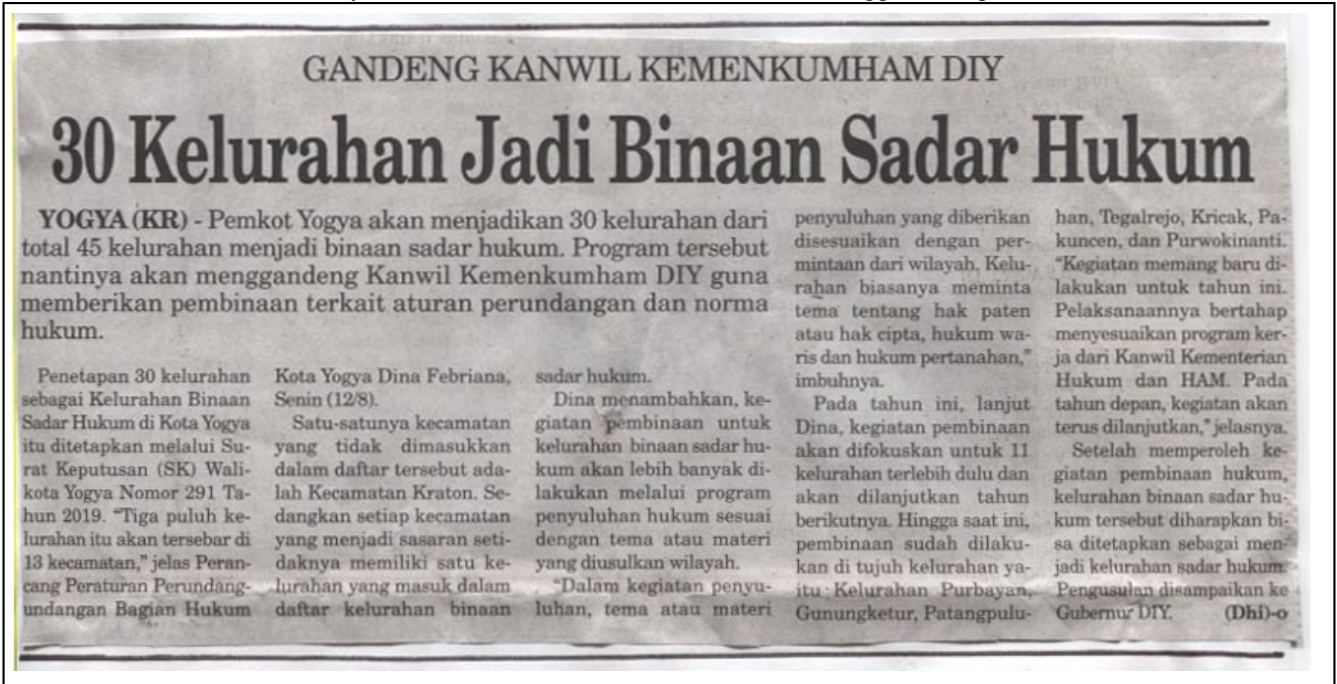 GANDENG KANWIL KEMENKUMHAM DIY
30 Kelurahan Jadi Binaan Sadar Hukum
YOGYA (KR) - Pemkot Yogya akan menjadikan 30 kelurahan dari
total 45 kelurahan menjadi binaan sadar hukum. Program tersebut
nantinya akan menggandeng Kanwil Kemenkumham DIY guna
memberikan pembinaan terkait aturan perundangan dan norma
hukum.
Penetapan 30 kelurahan
sebagai Kelurahan Binaan
Sadar Hukum di Kota Yogya
itu ditetapkan melalui Su-
rat Keputusan (SK) Wali-
kota Yogya Nomor 291 Ta-
hun 2019. "Tiga puluh ke-
lurahan itu akan tersebar di
13 kecamatan," jelas Peran-
cang Peraturan Perundang-
undangan Bagian Hukum
Kota Yogya Dina Febriana,
Senin (12/8).
Satu-satunya kecamatan
yang tidak dimasukkan
dalam daftar tersebut ada-
lah Kecamatan Kraton. Se-
dangkan setiap kecamatan
yang menjadi sasaran seti-
daknya memiliki satu ke-
lurahan yang masuk dalam
daftar kelurahan binaan
sadar hukum.
Dina menambahkan, ke-
giatan pembinaan untuk
kelurahan binaan sadar hu-
kum akan lebih banyak di-
lakukan melalui program
penyuluhan hukum sesuai
dengan tema atau materi
yang diusulkan wilayah.
"Dalam kegiatan penyu-
luhan, tema atau materi
penyuluhan yang diberikan
disesuaikan dengan per-
mintaan dari wilayah. Kelu-
rahan biasanya meminta
tema tentang hak paten
atau hak cipta, hukum wa-
ris dan hukum pertanahan,"
imbuhnya.
Pada tahun ini, lanjut
Dina, kegiatan pembinaan
akan difokuskan untuk 11
kelurahan terlebih dulu dan
akan dilanjutkan tahun
berikutnya. Hingga saat ini,
pembinaan sudah dilaku-
kan di tujuh kelurahan ya-
itu Kelurahan Purbayan,
Gunungketur, Patangpulu-
han, Tegalrejo, Kricak, Pa-
kuncen, dan Purwokinanti.
"Kegiatan memang baru di-
lakukan untuk tahun ini.
Pelaksanaannya bertahap
menyesuaikan program ker-
ja dari Kanwil Kementerian
Hukum dan HAM. Pada
tahun depan, kegiatan akan
terus dilanjutkan," jelasnya.
Setelah memperoleh ke-
giatan pembinaan hukum,
kelurahan binaan sadar hu-
kum tersebut diharapkan bi-
sa ditetapkan sebagai men-
jadi kelurahan sadar hukum.
Pengusulan disampaikan ke
Gubernur DIY. (Dhi)-o